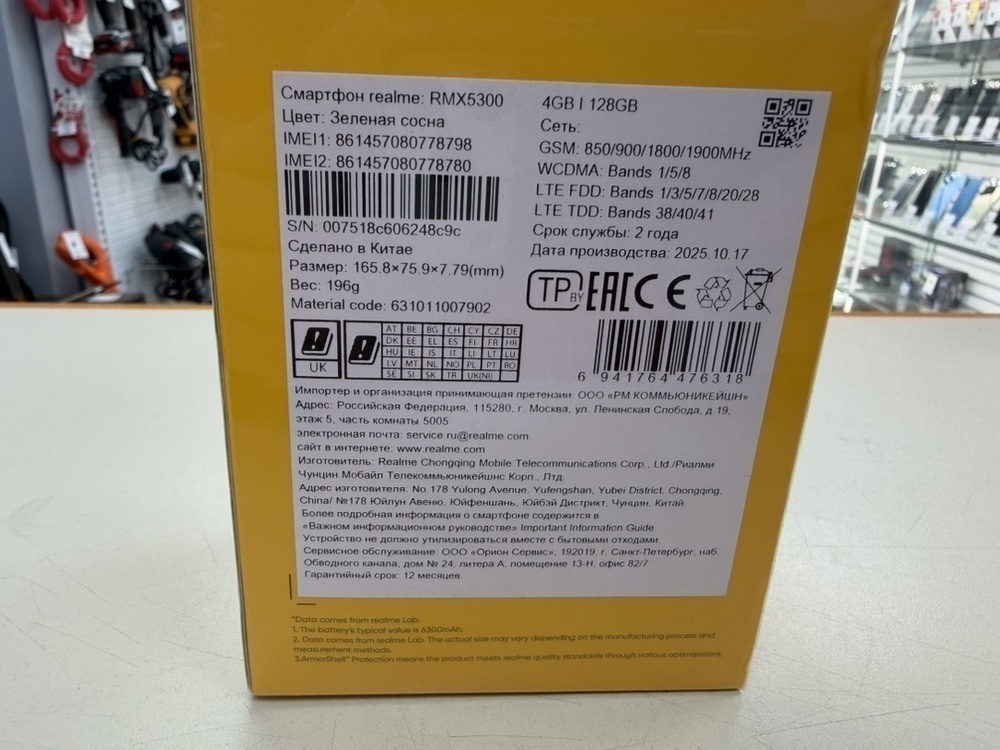 Смартфон realme: RMX5300
Цвет: Зеленая сосна
IMEI1: 861457080778798
IMEI2: 861457080778780
S/N: 007518c606248c9c
Сделано в Китае
Размер: 165.8×75.9×7.79(mm)
Вес: 196g
Material code: 631011007902
4GB | 128GB
Сеть:
GSM: 850/900/1800/1900MHz
WCDMA: Bands 1/5/8
LTE FDD: Bands 1/3/5/7/8/20/28
LTE TDD: Bands 38/40/41
Срок службы: 2 года
Дата производства: 2025.10.17
TP BY EAC CE
UK
AT BE BG CH CY CZ DE
DK EE EL ES FI FR HR
HU IE IS IT LI LT LU
LV MT NL NO PL PT RO
SE SI SK TR UK(NI)
6 941764 476318
Импортер и организация принимающая претензии: ООО «РМ КОММЬЮНИКЕЙШН»
Адрес: Российская Федерация, 115280, г. Москва, ул. Ленинская Слобода, д 19,
этаж 5, часть комнаты 5005
электронная почта: service.ru@realme.com
сайт в интернете: www.realme.com
Изготовитель: Realme Chongqing Mobile Telecommunications Corp., Ltd /Риалми
Чунцин Мобайл Телекоммьюникейшнс Корп., Лтд.
Адрес изготовителя: No.178 Yulong Avenue, Yufengshan, Yubei District, Chongqing,
China/ №178 Юйлун Авеню, Юйфеншань, Юйбэй Дистрикт, Чунцин, Китай.
Более подробная информация о смартфоне содержится в
«Важном информационном руководстве» Important Information Guide
Устройство не должно утилизироваться вместе с бытовыми отходами.
Сервисное обслуживание: ООО «Орион Сервис», 192019, г. Санкт-Петербург, наб.
Обводного канала, дом № 24, литера А, помещение 13-Н, офис 82/7
Гарантийный срок: 12 месяцев.
*Data comes from realme Lab.
1. The battery's typical value is 6300mAh.
2. Data comes from realme Lab. The actual size may vary depending on the manufacturing process and
measurement methods.
3.ArmorShell™ Protection means the product meets realme quality standards through various optimizations.